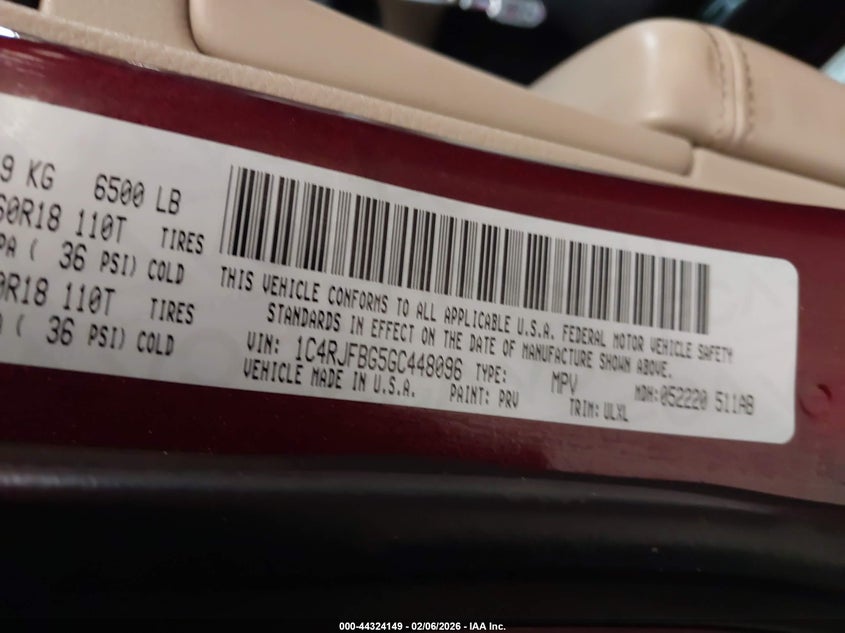 9 KG 6500 LB
60R18 110T TIRES
PA ( 36 PSI) COLD
0R18 110T TIRES
( 36 PSI) COLD
THIS VEHICLE CONFORMS TO ALL APPLICABLE U.S.A. FEDERAL MOTOR VEHICLE SAFETY
STANDARDS IN EFFECT ON THE DATE OF MANUFACTURE SHOWN ABOVE.
VIN: 1C4RJFBG5GC448096 TYPE: MPV MDH:052220 511AB
VEHICLE MADE IN U.S.A. PAINT: PRV TRIM: ULXL
000-44324149 - 02/06/2026 - IAA Inc.